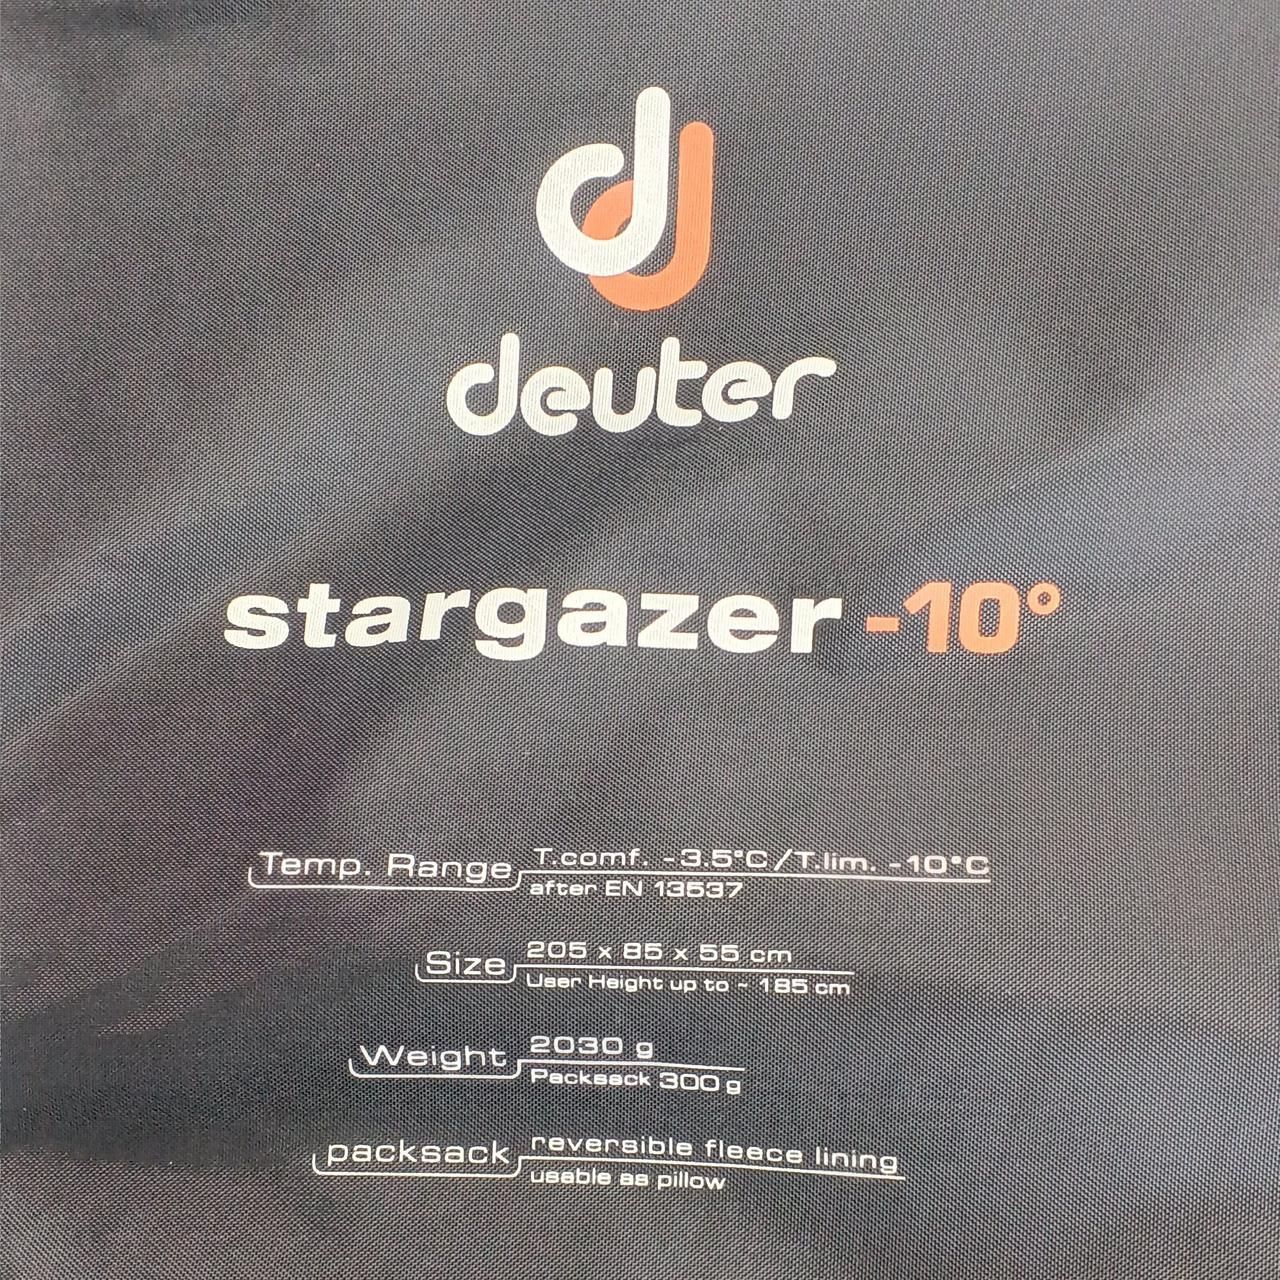 deuter
stargazer -10°
Temp. Range T.comf. -3.5°C/T.lim. -10°C
after EN 13537
Size 205 x 85 x 55 cm
User Height up to ~ 185 cm
Weight 2030 g
Packsack 300 g
packsack reversible fleece lining
usable as pillow